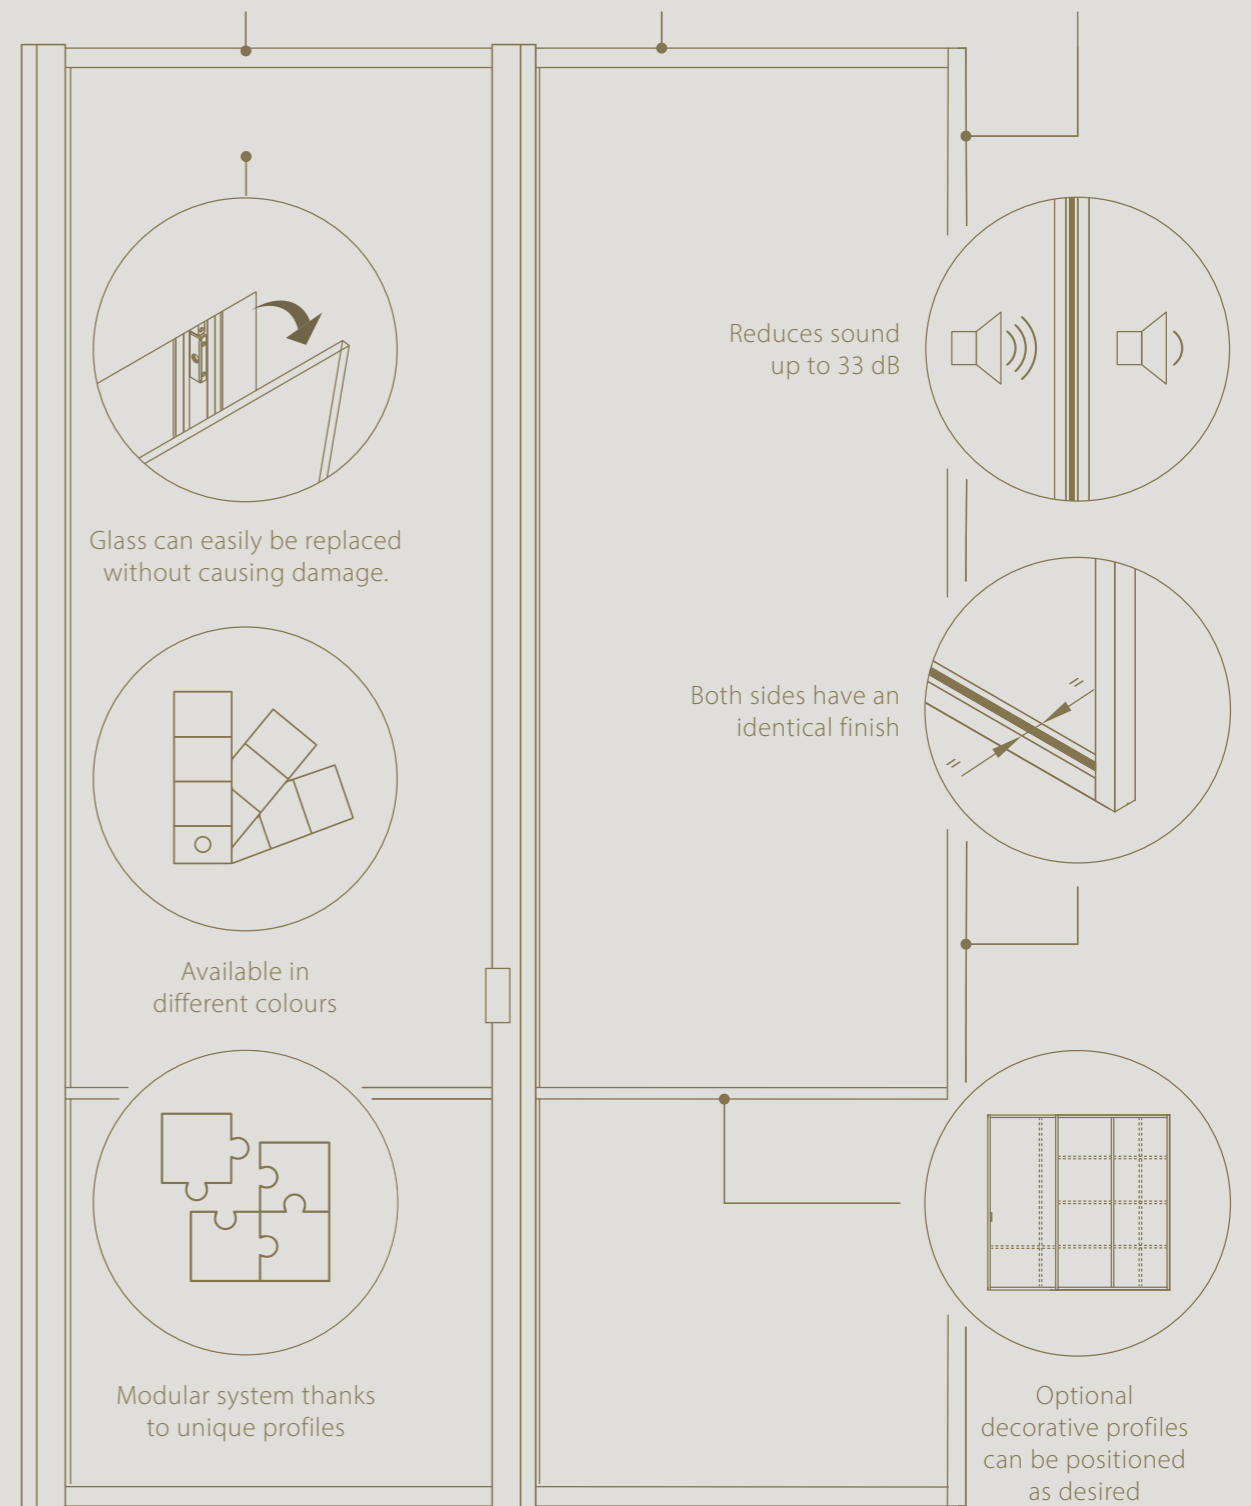 Glass can easily be replaced
without causing damage.
Available in
different colours
Modular system thanks
to unique profiles
Reduces sound
up to 33 dB
Both sides have an
identical finish
Optional
decorative profiles
can be positioned
as desired